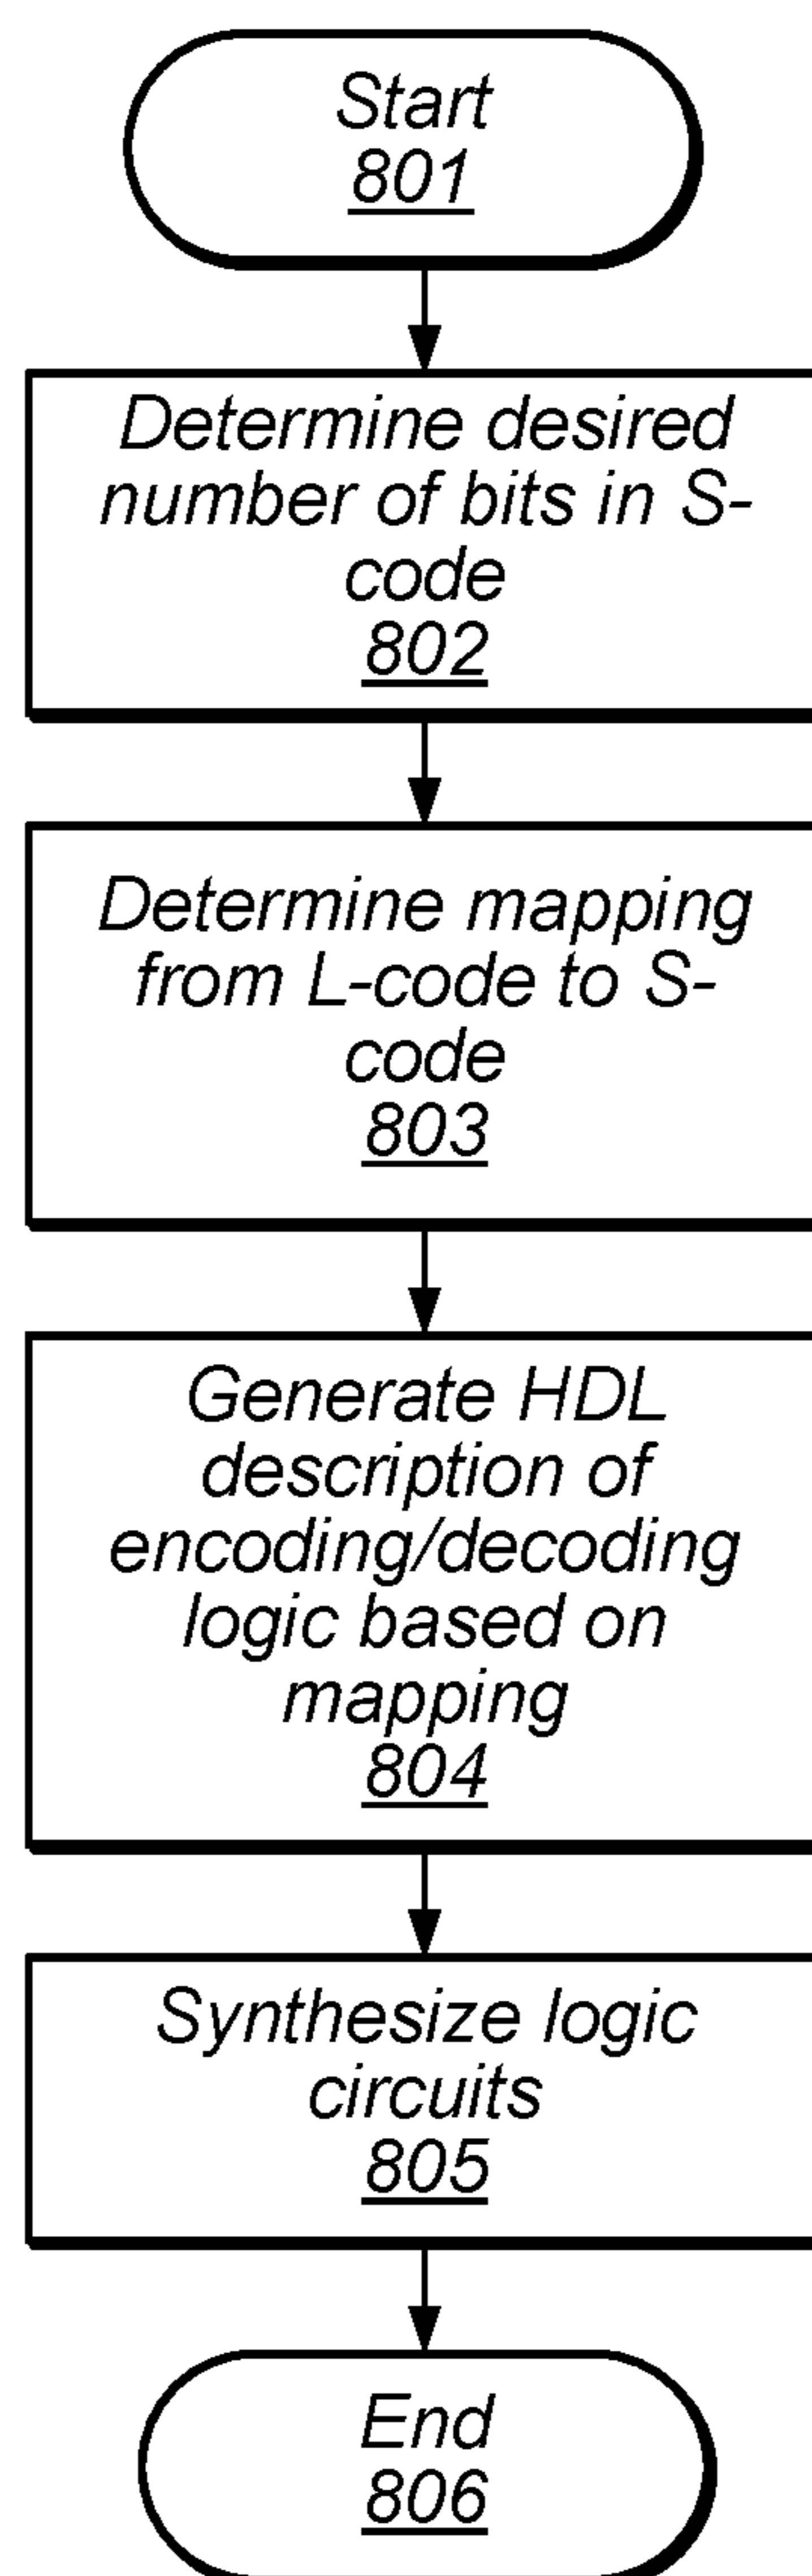 Start
801
Determine desired
number of bits in S-
code
802
Determine mapping
from L-code to S-
code
803
Generate HDL
description of
encoding/decoding
logic based on
mapping
804
Synthesize logic
circuits
805
End
806